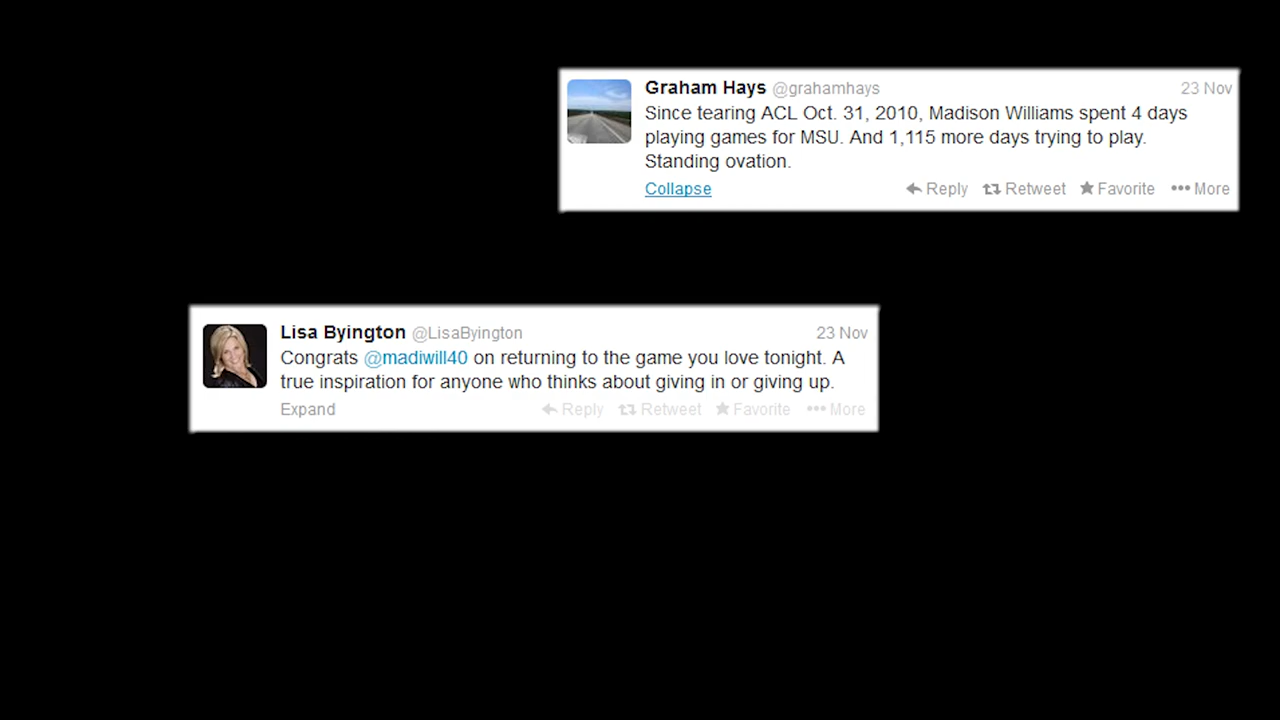 Graham Hays @grahamhays 23 Nov
Since tearing ACL Oct. 31, 2010, Madison Williams spent 4 days
playing games for MSU. And 1,115 more days trying to play.
Standing ovation.
Collapse Reply Retweet Favorite More
Lisa Byington @LisaByington 23 Nov
Congrats @madiwill40 on returning to the game you love tonight. A
true inspiration for anyone who thinks about giving in or giving up.
Expand Reply Retweet Favorite More